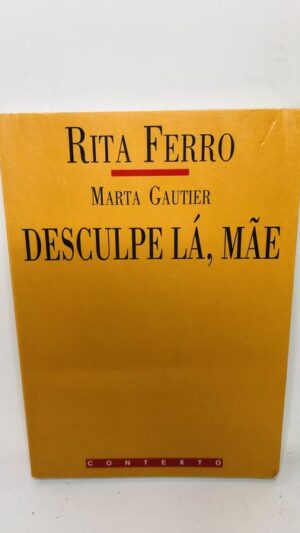 RITA FERRO
MARTA GAUTIER
DESCULPE LÁ, MÃE
CONTEXTO